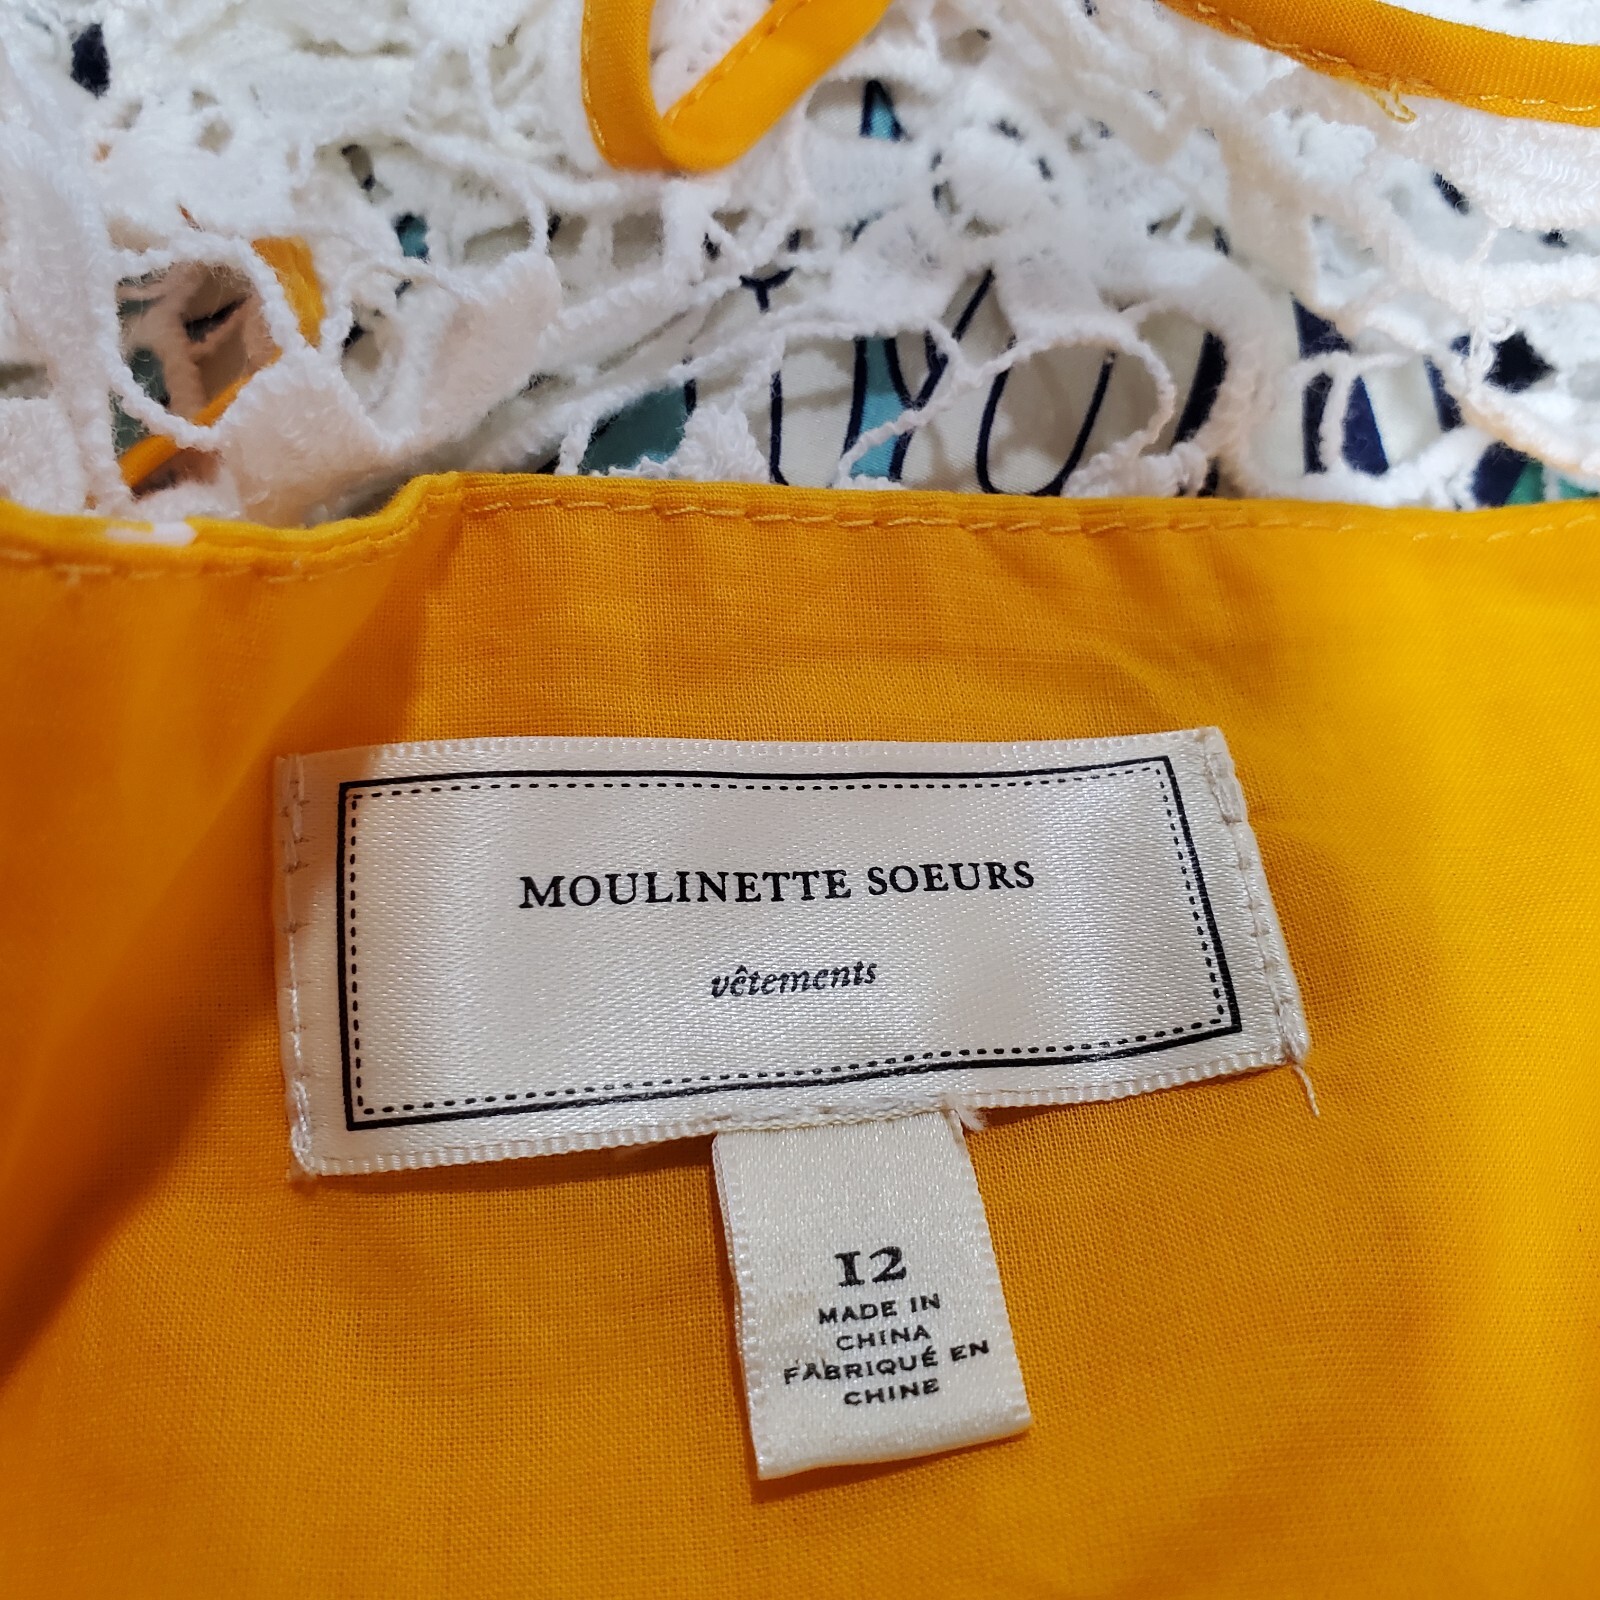 MOULINETTE SOEURS
vêtements
12
MADE IN
CHINA
FABRIQUÉ EN
CHINE